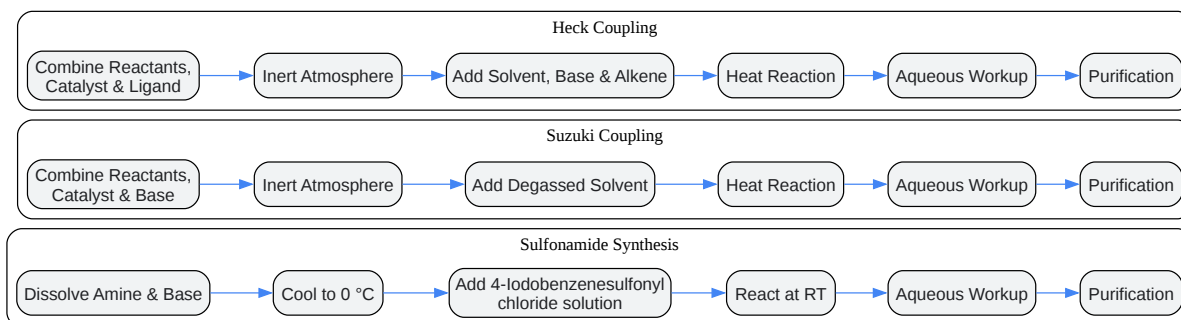 Heck Coupling
Combine Reactants,
Catalyst & Ligand
Inert Atmosphere
Add Solvent, Base & Alkene
Heat Reaction
Aqueous Workup
Purification
Suzuki Coupling
Combine Reactants,
Catalyst & Base
Inert Atmosphere
Add Degassed Solvent
Heat Reaction
Aqueous Workup
Purification
Sulfonamide Synthesis
Dissolve Amine & Base
Cool to 0 °C
Add 4-Iodobenzenesulfonyl
chloride solution
React at RT
Aqueous Workup
Purification